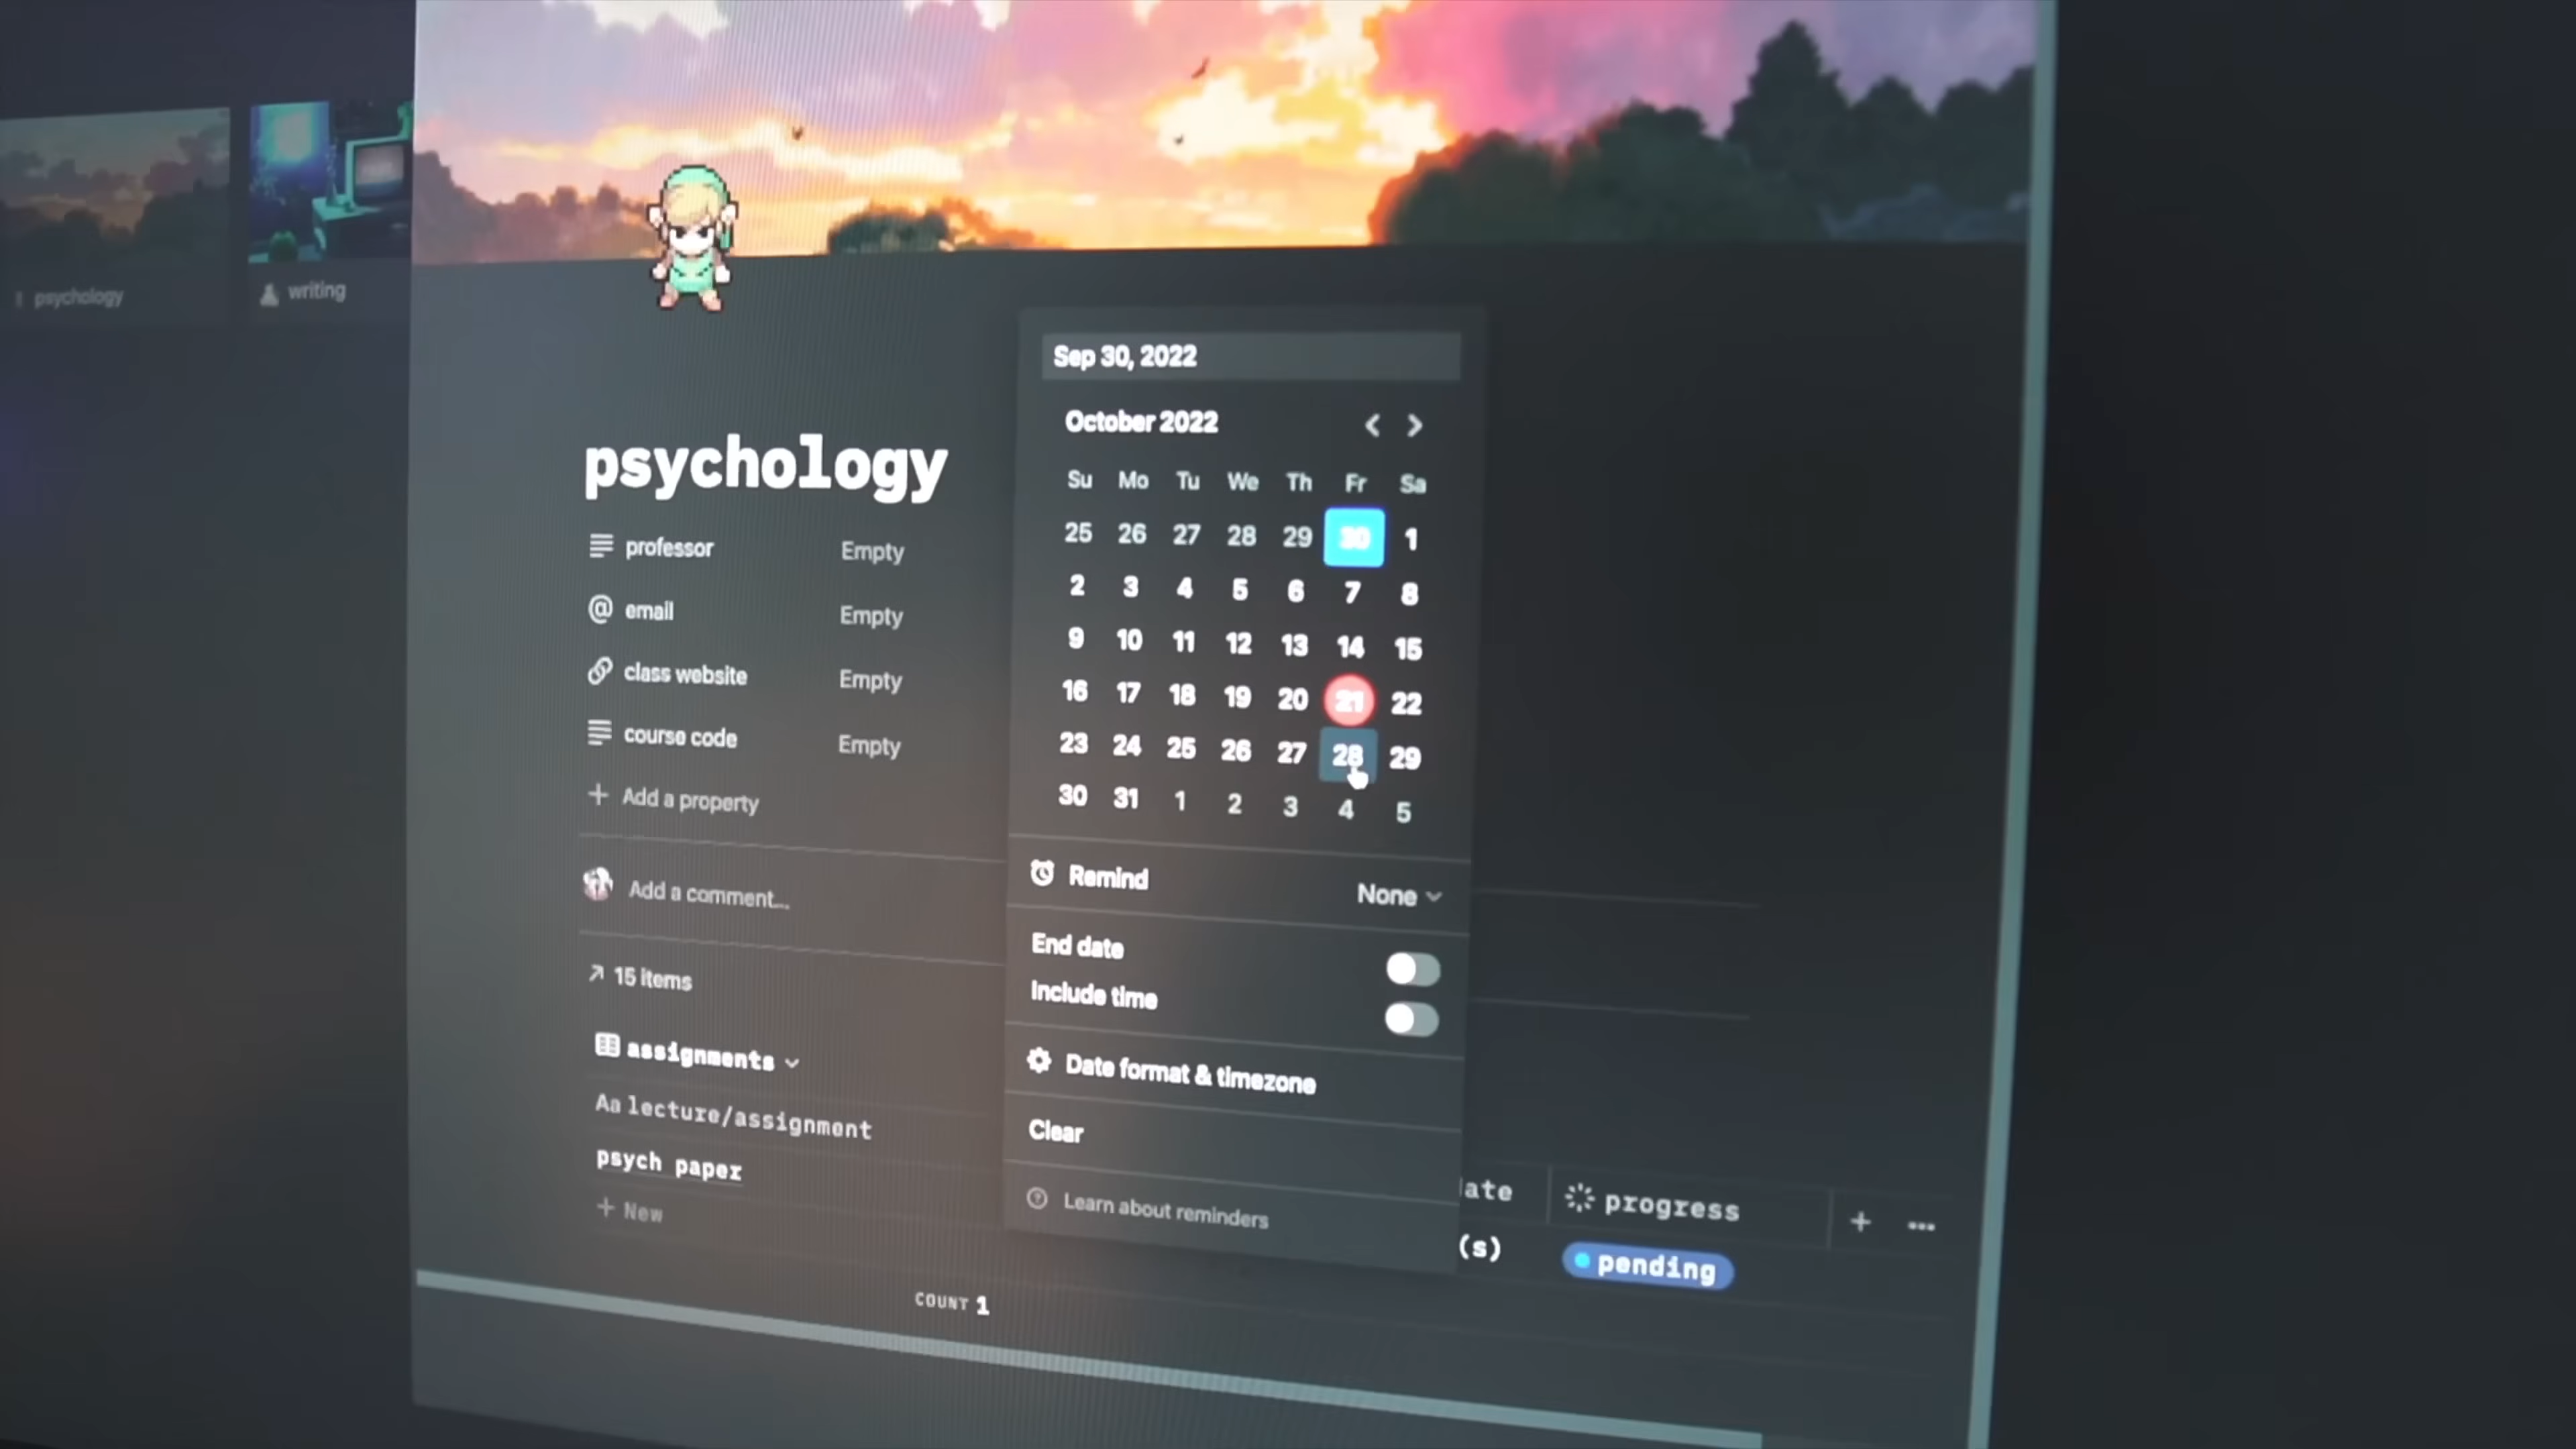 psychology
writing
psychology
professor Empty
email Empty
class website Empty
course code Empty
Add a property
Add a comment...
15 items
assignments
Aa lecture/assignment
psych paper
+ New
COUNT 1
Sep 30, 2022
October 2022
Su Mo Tu We Th Fr Sa
25 26 27 28 29 30 1
2 3 4 5 6 7 8
9 10 11 12 13 14 15
16 17 18 19 20 21 22
23 24 25 26 27 28 29
30 31 1 2 3 4 5
Remind None
End date
Include time
Date format & timezone
Clear
Learn about reminders
ate progress + ...
(s) pending